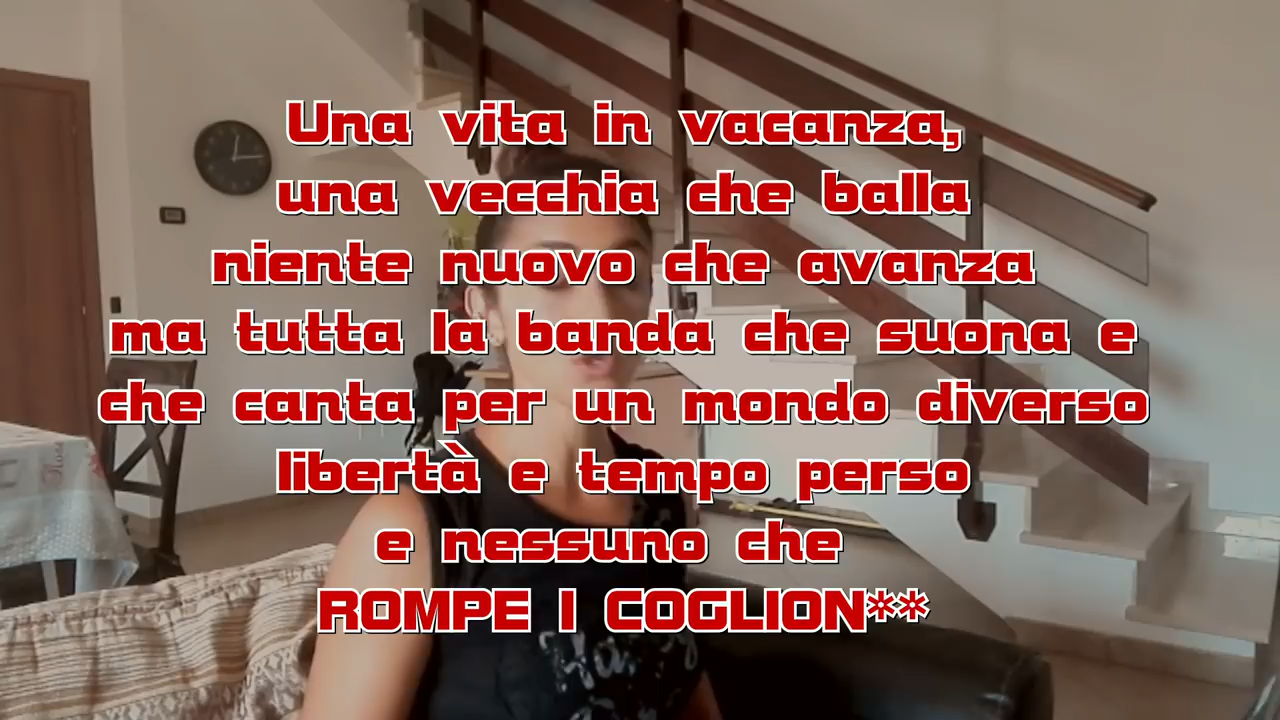 Una vita in vacanza,
una vecchia che balla
niente nuovo che avanza
ma tutta la banda che suona e
che canta per un mondo diverso
libertà e tempo perso
e nessuno che
ROMPE I COGLION**